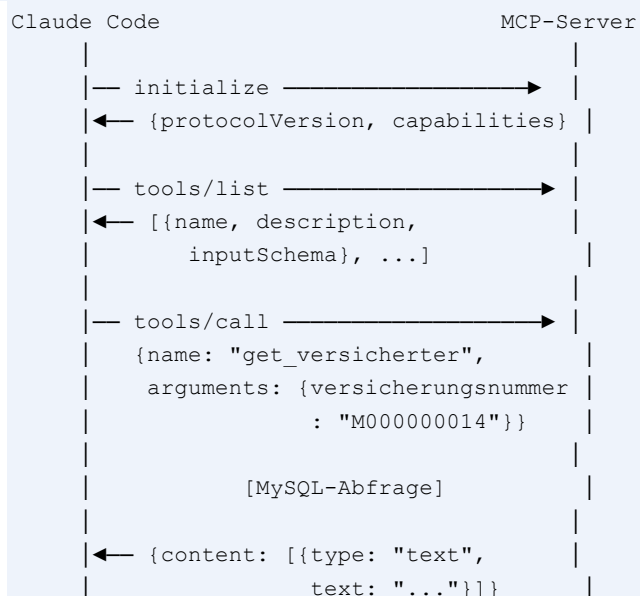 Claude Code MCP-Server
| |
|── initialize ──────────────────► |
|◄── {protocolVersion, capabilities} |
| |
|── tools/list ───────────────────► |
|◄── [{name, description, |
| inputSchema}, ...] |
| |
|── tools/call ───────────────────► |
| {name: "get_versicherter", |
| arguments: {versicherungsnummer |
| : "M000000014"}} |
| |
| [MySQL-Abfrage] |
| |
|◄── {content: [{type: "text", |
| text: "..."}]} |